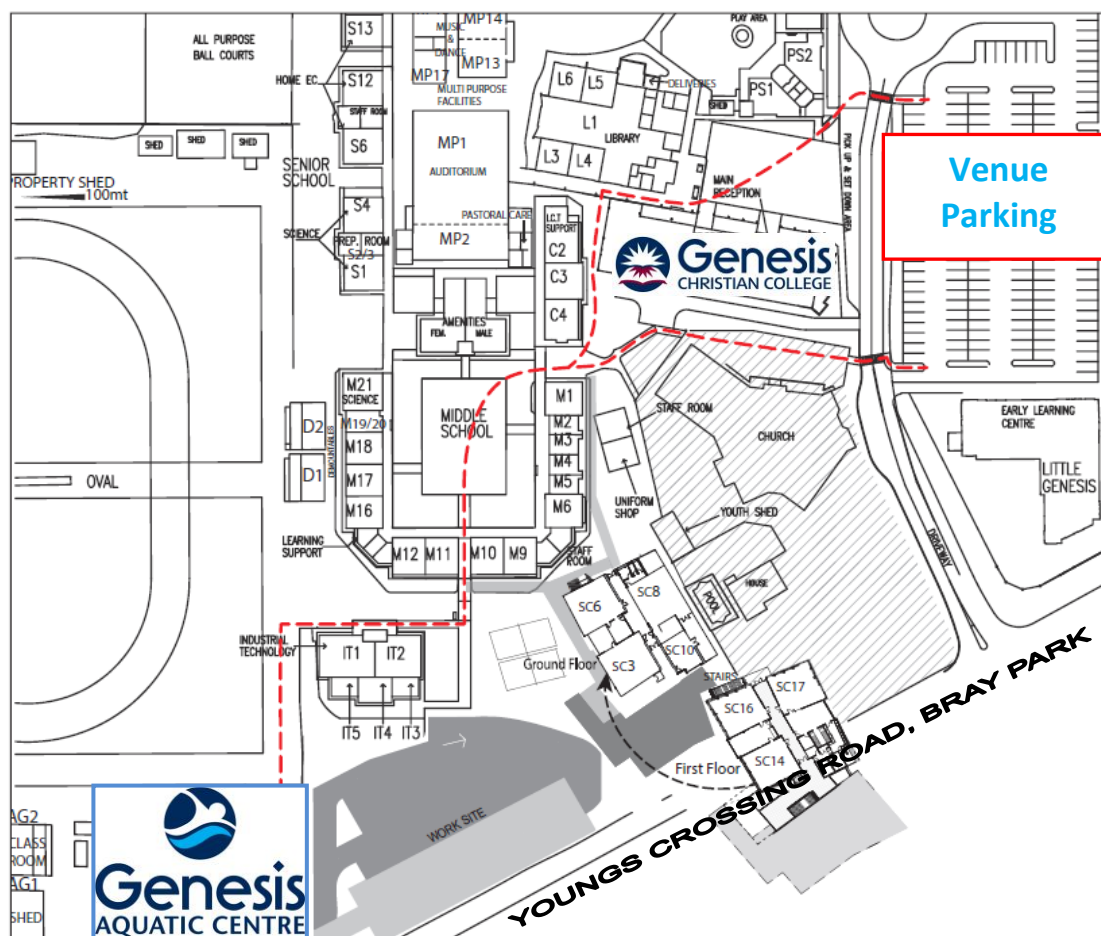 S13
ALL PURPOSE
BALL COURTS
HOME EC.
S12
STAFF ROOM
S6
SHED
SHED
SHED
SENIOR
SCHOOL
PROPERTY SHED
100mt
S4
SCIENCE
PREP. ROOM
S2/3
S1
MP14
MUSIC
&
DANCE
MP17
MP13
MULTI PURPOSE
FACILITIES
MP1
AUDITORIUM
PASTORAL CARE
MP2
L6
L5
DELIVERIES
L1
LIBRARY
L3
L4
PLAY AREA
PS2
PS1
SHED
MAIN
RECEPTION
PICK UP & SET DOWN AREA
Venue
Parking
I.C.T
SUPPORT
C2
C3
C4
Genesis
CHRISTIAN COLLEGE
AMENITIES
FEM.
MALE
M21
SCIENCE
M19/20
M18
M17
M16
D2
D1
DEMOUNTABLES
OVAL
LEARNING
SUPPORT
MIDDLE
SCHOOL
M1
M2
M3
M4
M5
M6
M12
M11
M10
M9
STAFF
ROOM
STAFF ROOM
UNIFORM
SHOP
CHURCH
YOUTH SHED
HOUSE
POOL
EARLY LEARNING
CENTRE
LITTLE
GENESIS
DRIVEWAY
SC8
SC6
SC10
SC3
Ground Floor
STAIRS
SC17
SC16
SC14
First Floor
INDUSTRIAL
TECHNOLOGY
IT1
IT2
IT5
IT4
IT3
WORK SITE
YOUNGS CROSSING ROAD, BRAY PARK
AG2
CLASS
ROOM
AG1
SHED
Genesis
AQUATIC CENTRE